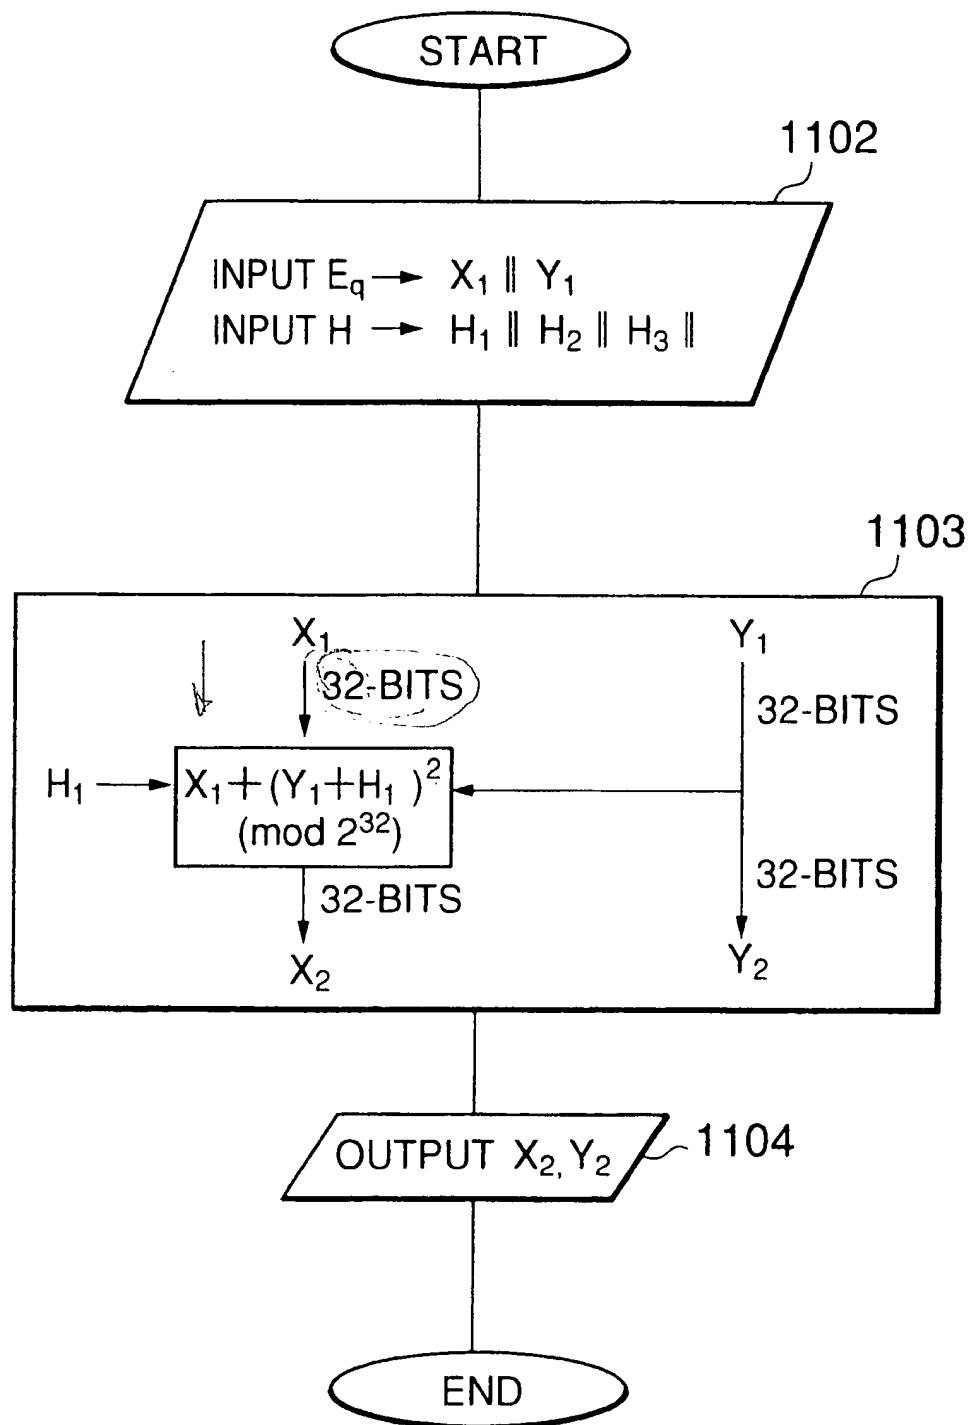 START
1102
INPUT E_q → X₁ ‖ Y₁
INPUT H → H₁ ‖ H₂ ‖ H₃ ‖
1103
X₁ Y₁
32-BITS 32-BITS
H₁ → X₁+(Y₁+H₁)²
(mod 2³²)
32-BITS 32-BITS
X₂ Y₂
OUTPUT X₂, Y₂ 1104
END